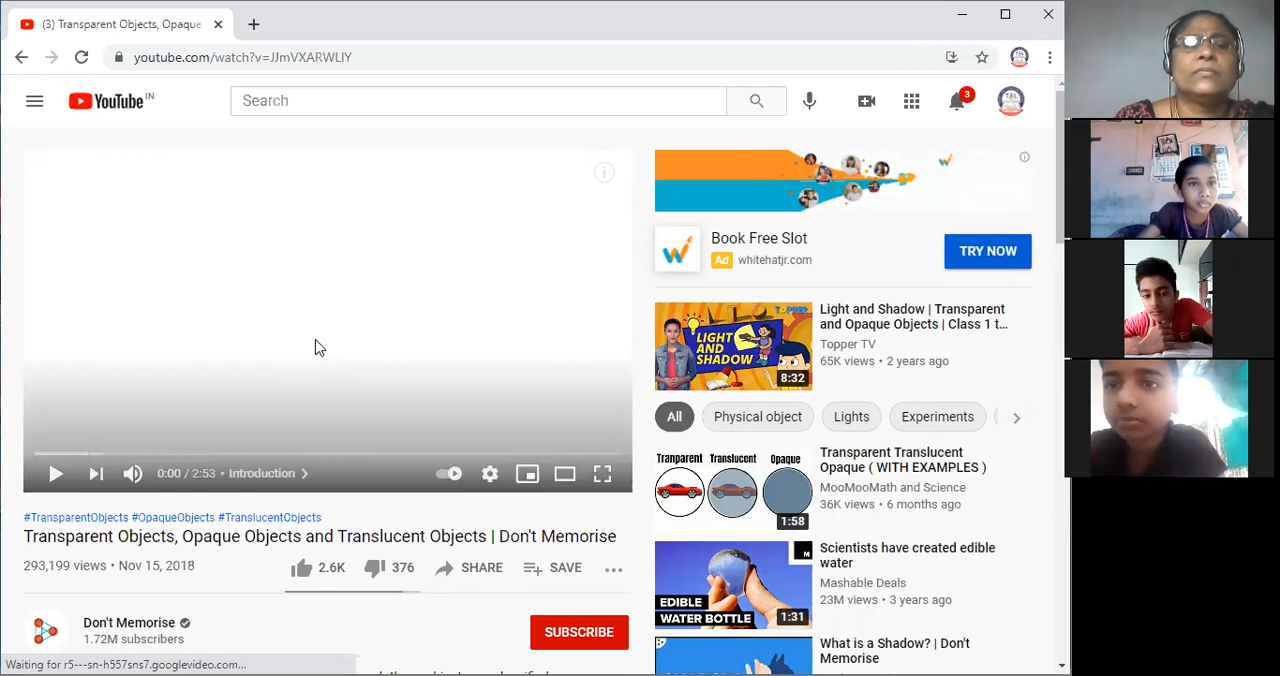 (3) Transparent Objects, Opaque
youtube.com/watch?v=JJmVXARWLlY
YouTube IN
Search
3
0:00 / 2:53 • Introduction
#TransparentObjects #OpaqueObjects #TranslucentObjects
Transparent Objects, Opaque Objects and Translucent Objects | Don't Memorise
293,199 views • Nov 15, 2018
2.6K
376
SHARE
SAVE
Don't Memorise
1.72M subscribers
SUBSCRIBE
Waiting for r5---sn-h557sns7.googlevideo.com...
Book Free Slot
Ad whitehatjr.com
TRY NOW
LIGHT
AND
SHADOW
8:32
Light and Shadow | Transparent
and Opaque Objects | Class 1 t...
Topper TV
65K views • 2 years ago
All
Physical object
Lights
Experiments
Tranparent
Translucent
Opaque
1:58
Transparent Translucent
Opaque ( WITH EXAMPLES )
MooMooMath and Science
36K views • 6 months ago
M
EDIBLE
WATER BOTTLE
1:31
Scientists have created edible
water
Mashable Deals
23M views • 3 years ago
What is a Shadow? | Don't
Memorise